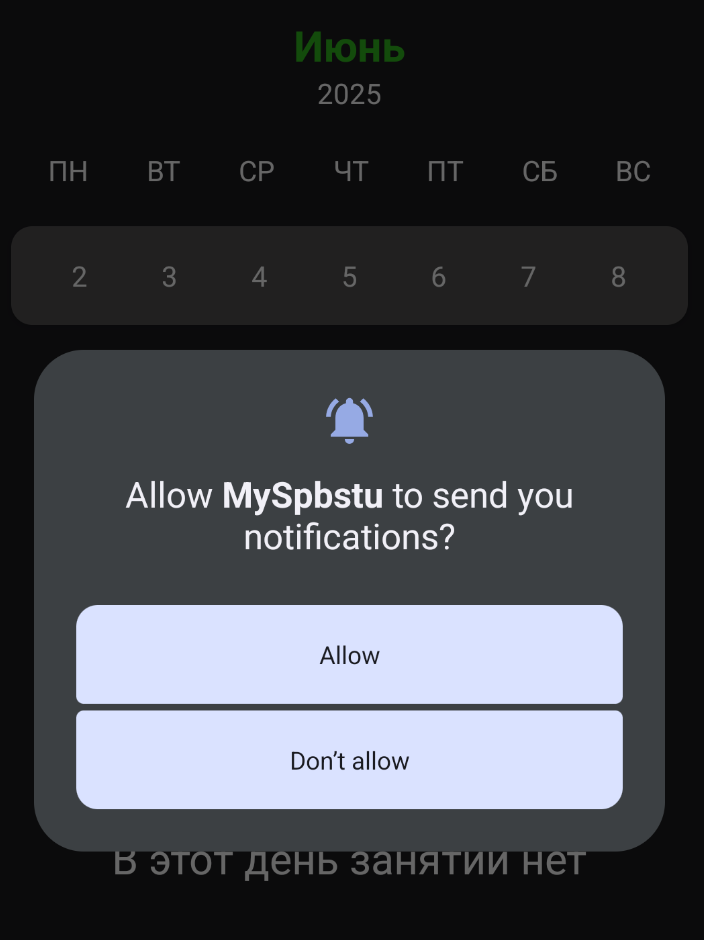 Июнь
2025
ПН ВТ СР ЧТ ПТ СБ ВС
2 3 4 5 6 7 8
Allow MySpbstu to send you
notifications?
Allow
Don’t allow
В этот день занятий нет